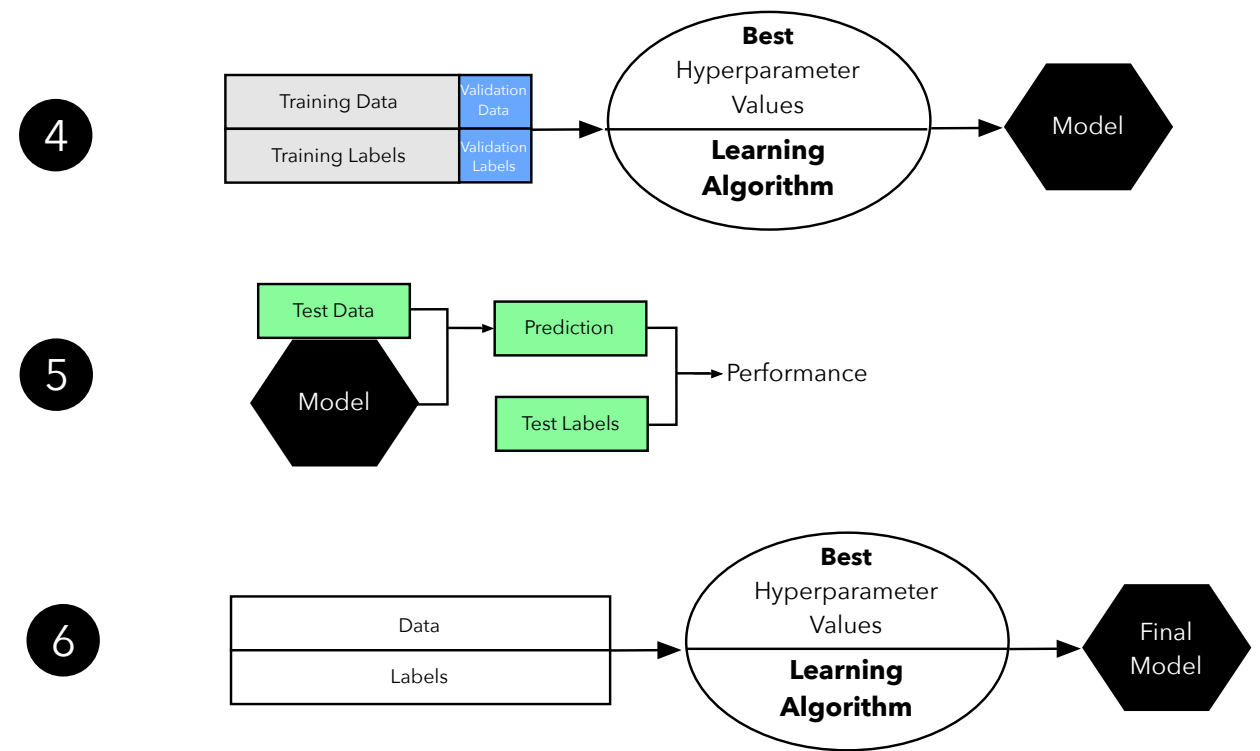 4
Training Data
Training Labels
Validation
Data
Validation
Labels
Best
Hyperparameter
Values
Learning
Algorithm
Model
5
Test Data
Model
Prediction
Test Labels
Performance
6
Data
Labels
Best
Hyperparameter
Values
Learning
Algorithm
Final
Model